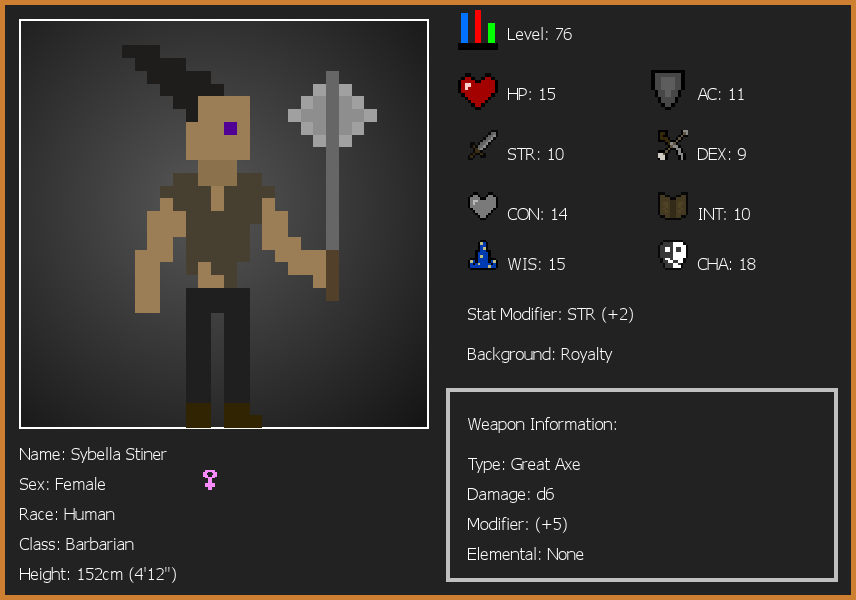 Level: 76
HP: 15
AC: 11
STR: 10
DEX: 9
CON: 14
INT: 10
WIS: 15
CHA: 18
Stat Modifier: STR (+2)
Background: Royalty
Weapon Information:
Type: Great Axe
Damage: d6
Modifier: (+5)
Elemental: None
Name: Sybella Stiner
Sex: Female
Race: Human
Class: Barbarian
Height: 152cm (4'12")